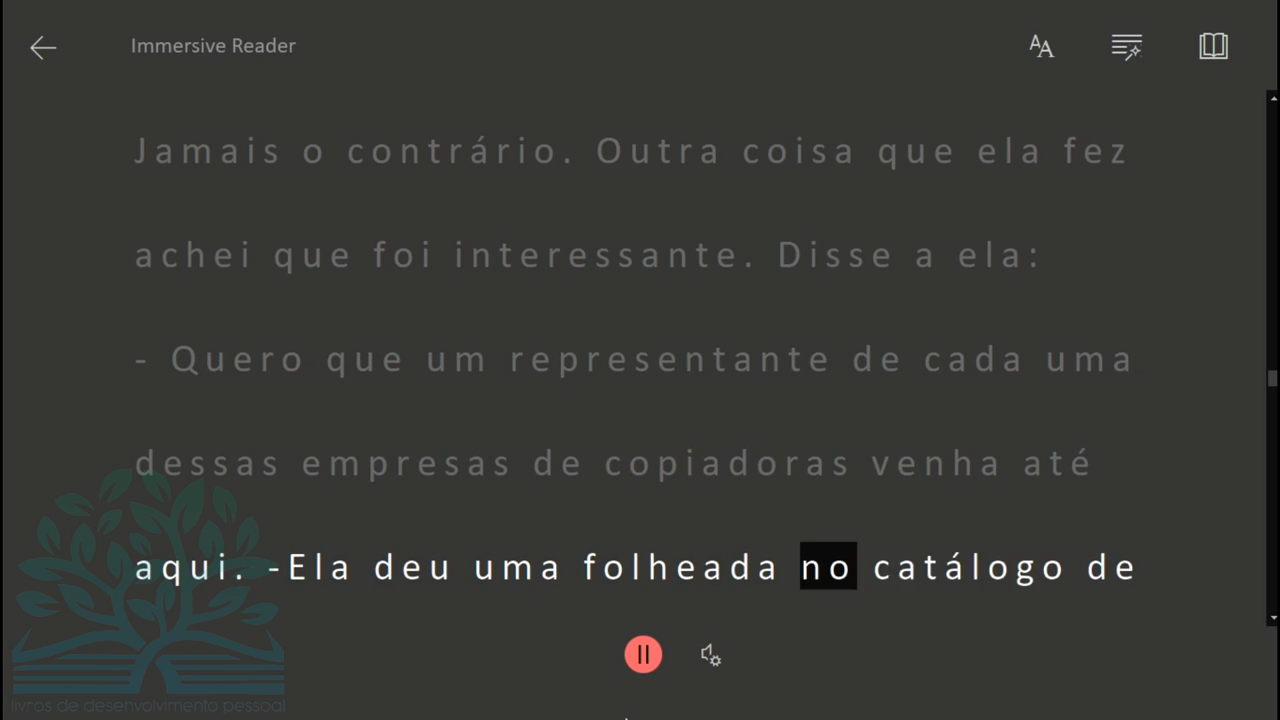 Immersive Reader
Jamais o contrário. Outra coisa que ela fez
achei que foi interessante. Disse a ela:
- Quero que um representante de cada uma
dessas empresas de copiadoras venha até
aqui. -Ela deu uma folheada no catálogo de
livros de desenvolvimento pessoal